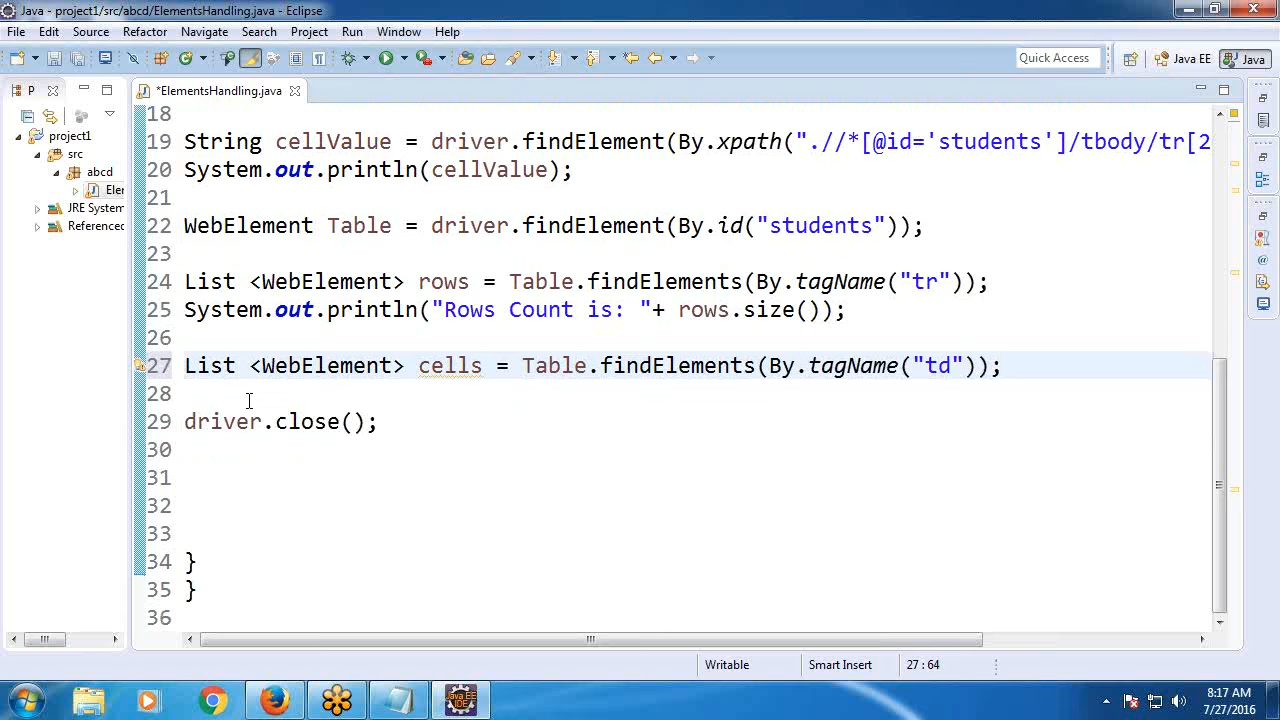 Java - project1/src/abcd/ElementsHandling.java - Eclipse
File Edit Source Refactor Navigate Search Project Run Window Help
Quick Access Java EE Java
P *ElementsHandling.java
project1
src
abcd
Elen
JRE System
Referenced
18
19 String cellValue = driver.findElement(By.xpath(".//*[@id='students']/tbody/tr[2
20 System.out.println(cellValue);
21
22 WebElement Table = driver.findElement(By.id("students"));
23
24 List <WebElement> rows = Table.findElements(By.tagName("tr"));
25 System.out.println("Rows Count is: "+ rows.size());
26
27 List <WebElement> cells = Table.findElements(By.tagName("td"));
28
29 driver.close();
30
31
32
33
34 }
35 }
36
Writable Smart Insert 27 : 64
Java EE
IDE
8:17 AM
7/27/2016